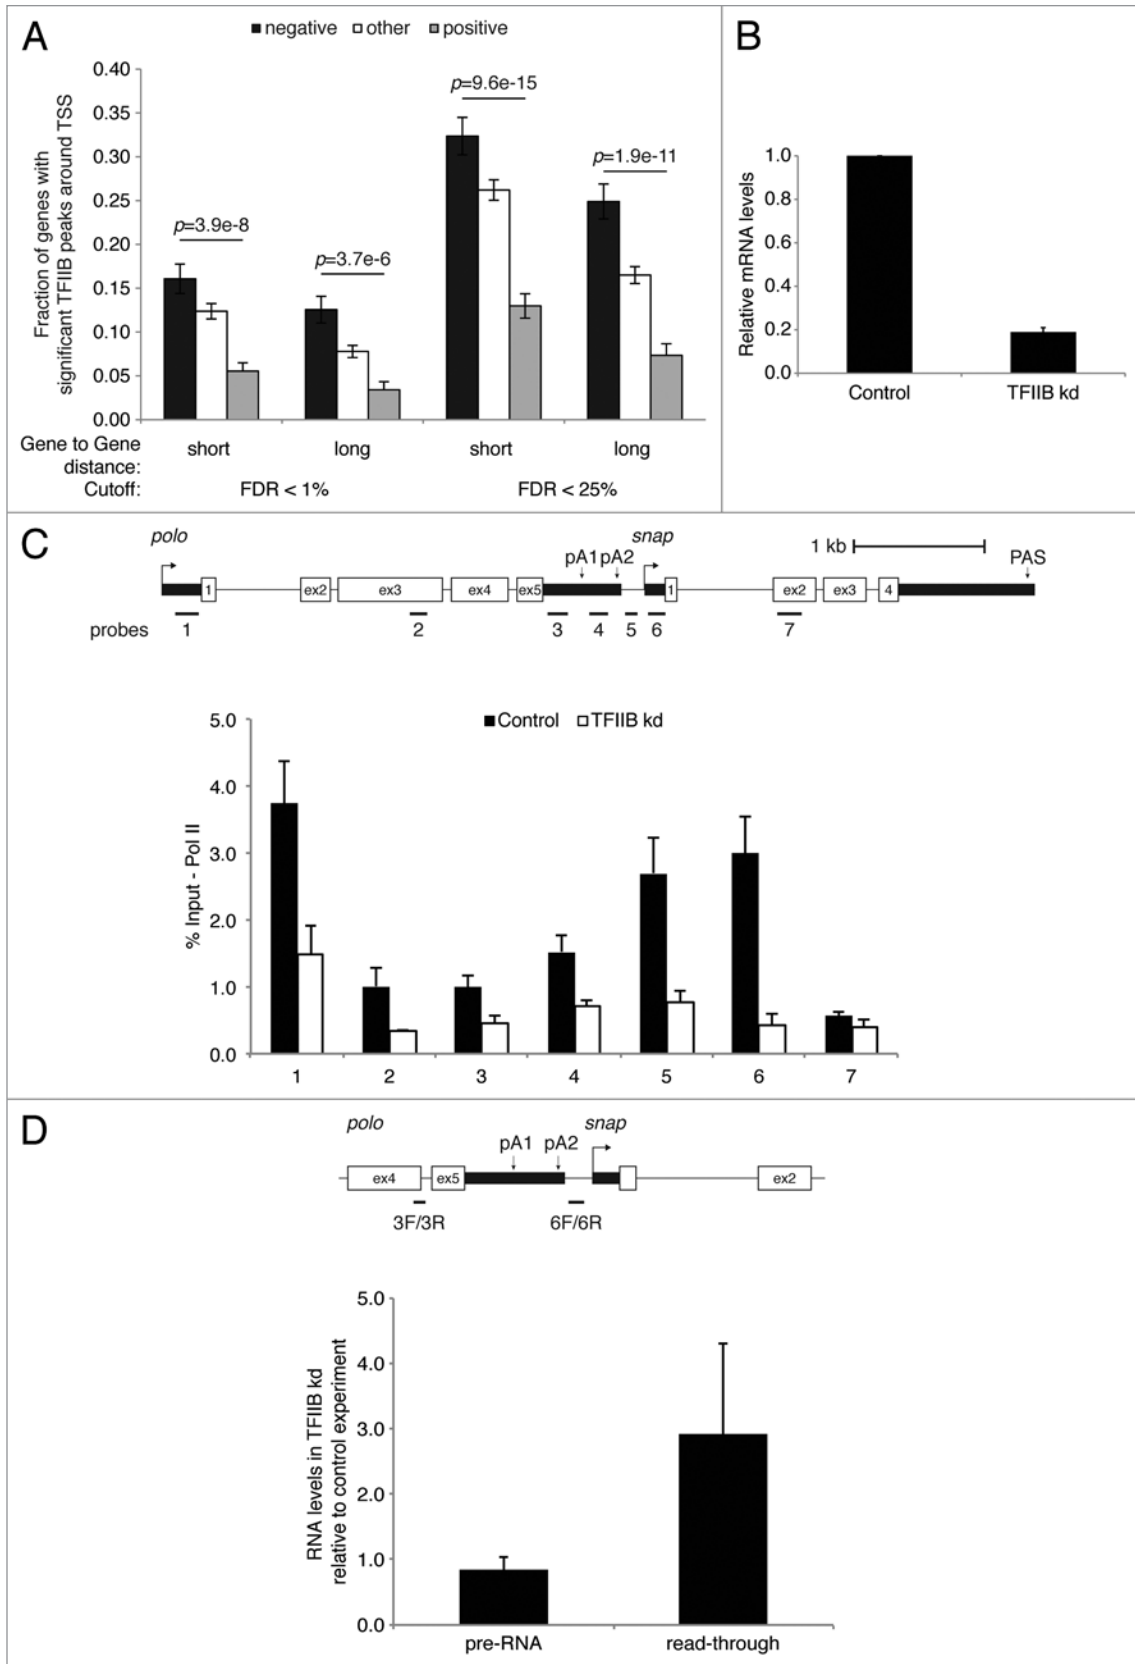 A
negative other positive
Fraction of genes with
significant TFIIB peaks around TSS
0.40
0.35
0.30
0.25
0.20
0.15
0.10
0.05
0.00
p=3.9e-8
p=3.7e-6
p=9.6e-15
p=1.9e-11
Gene to Gene
distance:
short long short long
Cutoff:
FDR < 1% FDR < 25%
B
Relative mRNA levels
1.0
0.8
0.6
0.4
0.2
0.0
Control TFIIB kd
C
polo snap
pA1 pA2
1 kb
PAS
1 ex2 ex3 ex4 ex5 1 ex2 ex3 4
probes 1 2 3 4 5 6 7
Control TFIIB kd
% Input - Pol II
5.0
4.0
3.0
2.0
1.0
0.0
1 2 3 4 5 6 7
D
polo snap
pA1 pA2
ex4 ex5 ex2
3F/3R 6F/6R
RNA levels in TFIIB kd
relative to control experiment
5.0
4.0
3.0
2.0
1.0
0.0
pre-RNA read-through